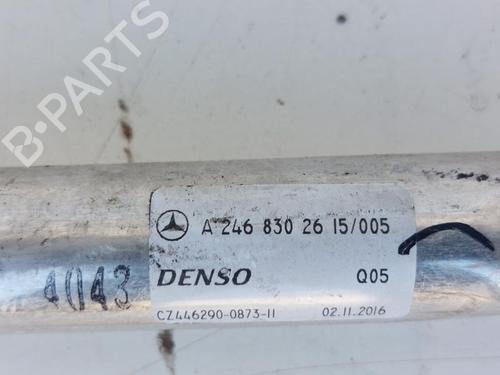 B-PARTS
A 246 830 26 15/005
DENSO Q05
CZ446290-0873-11 02.11.2016
4043